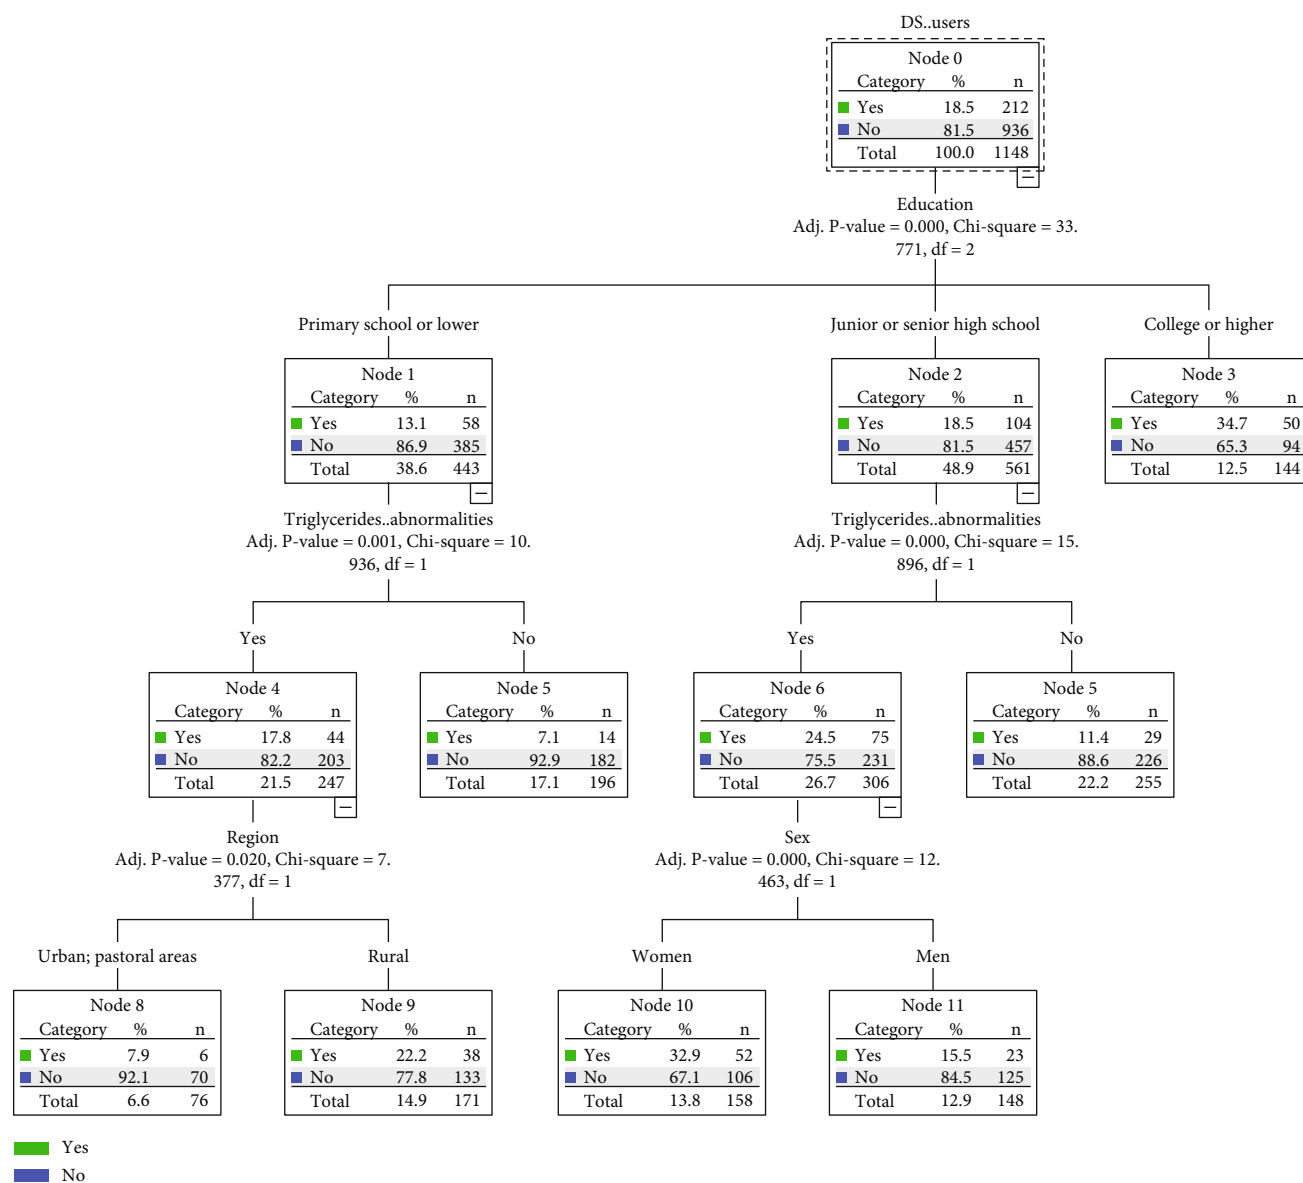 DS..users
Node 0
Category % n
Yes 18.5 212
No 81.5 936
Total 100.0 1148
Education
Adj. P-value = 0.000, Chi-square = 33.
771, df = 2
Primary school or lower
Junior or senior high school
College or higher
Node 1
Category % n
Yes 13.1 58
No 86.9 385
Total 38.6 443
Node 2
Category % n
Yes 18.5 104
No 81.5 457
Total 48.9 561
Node 3
Category % n
Yes 34.7 50
No 65.3 94
Total 12.5 144
Triglycerides..abnormalities
Adj. P-value = 0.001, Chi-square = 10.
936, df = 1
Triglycerides..abnormalities
Adj. P-value = 0.000, Chi-square = 15.
896, df = 1
Yes
No
Yes
No
Node 4
Category % n
Yes 17.8 44
No 82.2 203
Total 21.5 247
Node 5
Category % n
Yes 7.1 14
No 92.9 182
Total 17.1 196
Node 6
Category % n
Yes 24.5 75
No 75.5 231
Total 26.7 306
Node 5
Category % n
Yes 11.4 29
No 88.6 226
Total 22.2 255
Region
Adj. P-value = 0.020, Chi-square = 7.
377, df = 1
Sex
Adj. P-value = 0.000, Chi-square = 12.
463, df = 1
Urban; pastoral areas
Rural
Women
Men
Node 8
Category % n
Yes 7.9 6
No 92.1 70
Total 6.6 76
Node 9
Category % n
Yes 22.2 38
No 77.8 133
Total 14.9 171
Node 10
Category % n
Yes 32.9 52
No 67.1 106
Total 13.8 158
Node 11
Category % n
Yes 15.5 23
No 84.5 125
Total 12.9 148
Yes
No